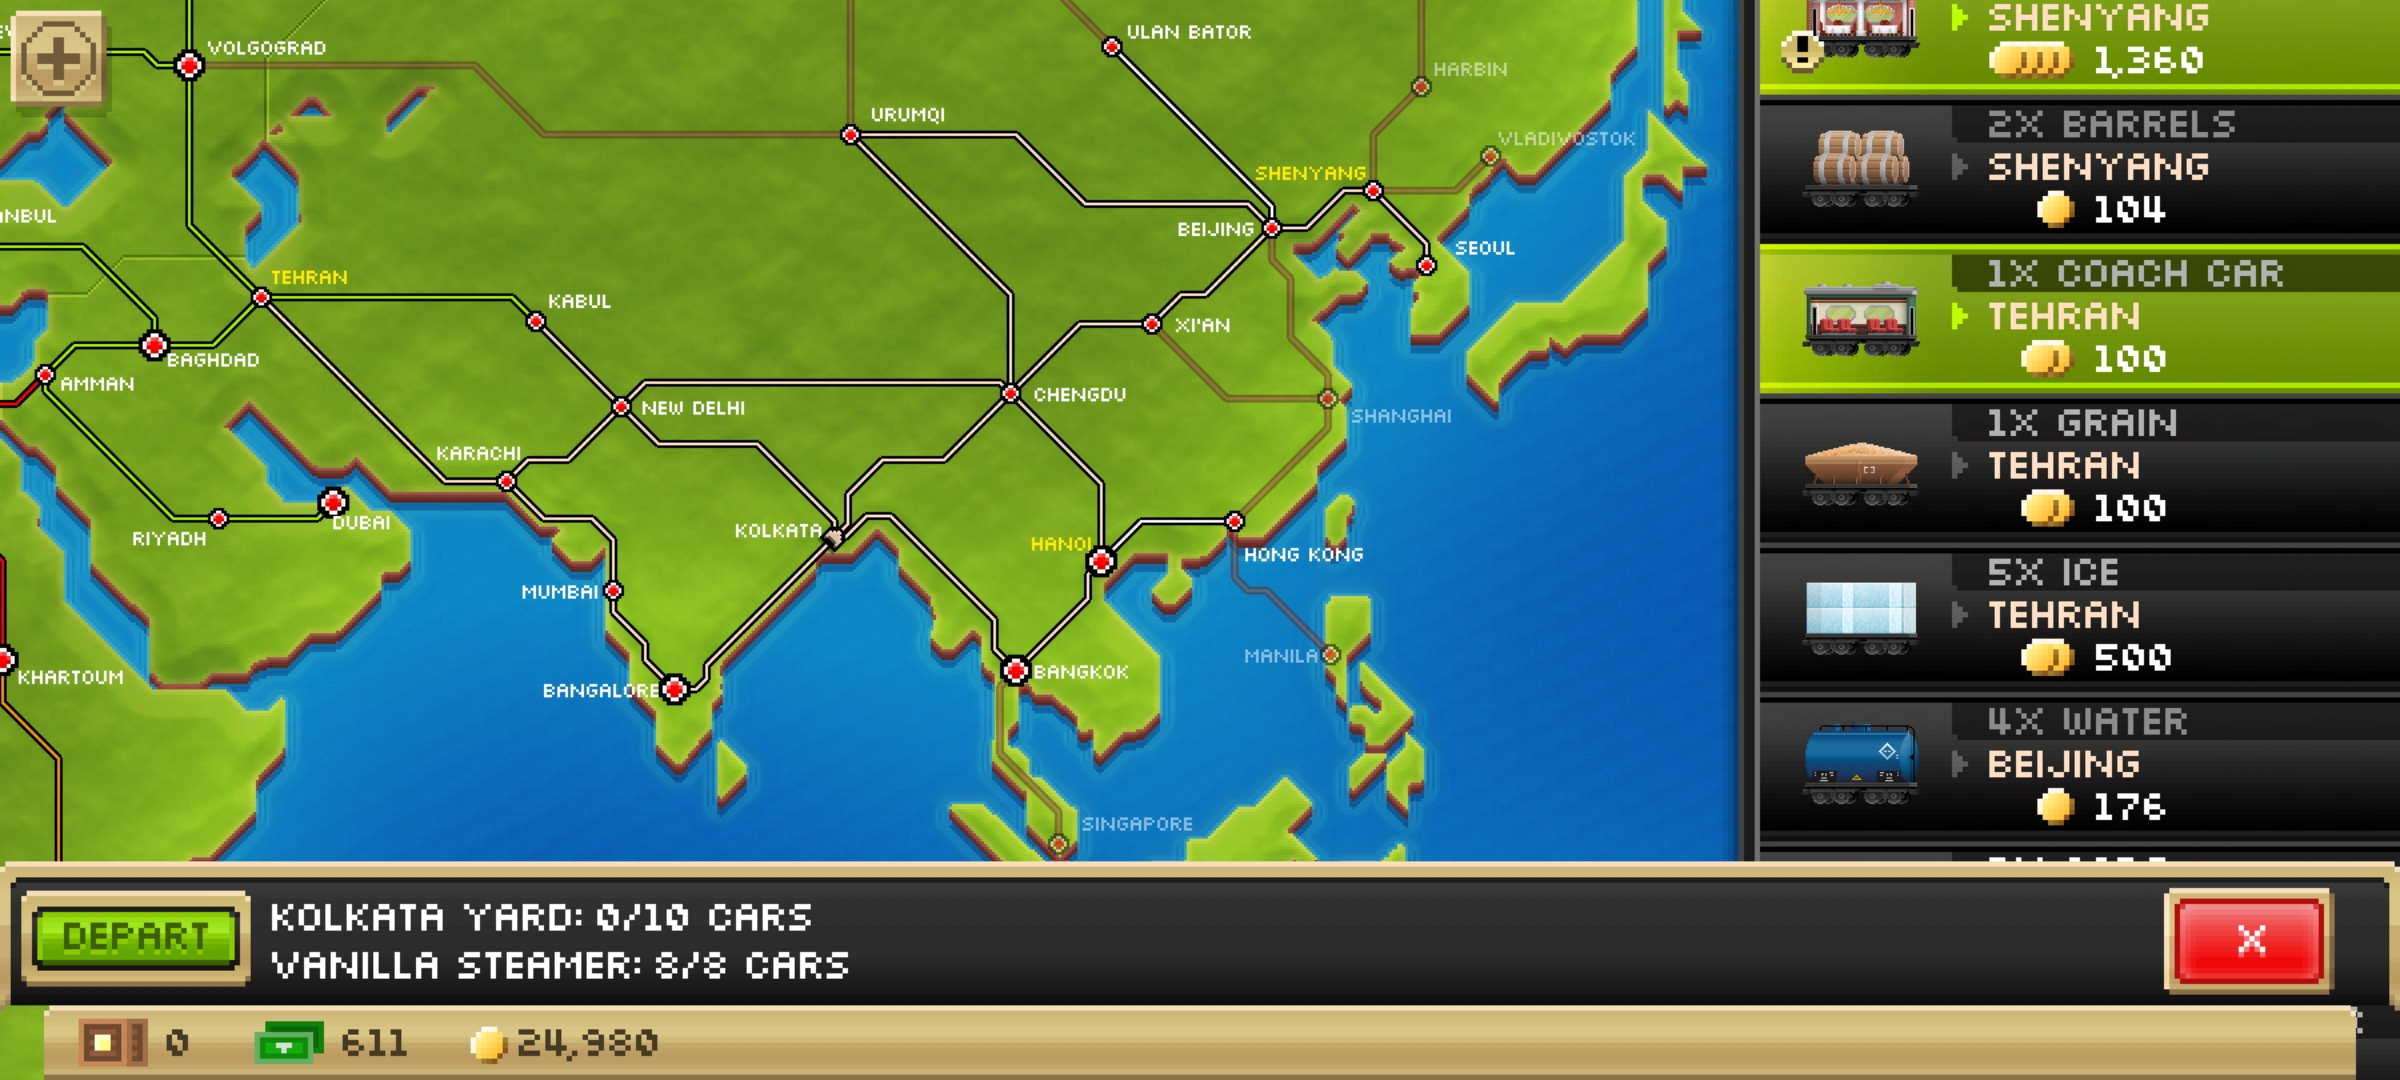 VOLGOGRAD
ULAN BATOR
HARBIN
URUMQI
VLADIVOSTOK
SHENYANG
ANBUL
BEIJING
SEOUL
TEHRAN
KABUL
XI'AN
BAGHDAD
AMMAN
NEW DELHI
CHENGDU
SHANGHAI
KARACHI
DUBAI
KOLKATA
RIYADH
HANOI
HONG KONG
MUMBAI
MANILA
KHARTOUM
BANGALORE
BANGKOK
SINGAPORE
SHENYANG
1,360
2X BARRELS
SHENYANG
104
1X COACH CAR
TEHRAN
100
1X GRAIN
TEHRAN
100
5X ICE
TEHRAN
500
4X WATER
BEIJING
176
DEPART
KOLKATA YARD: 0/10 CARS
VANILLA STEAMER: 8/8 CARS
X
0
611
24,980